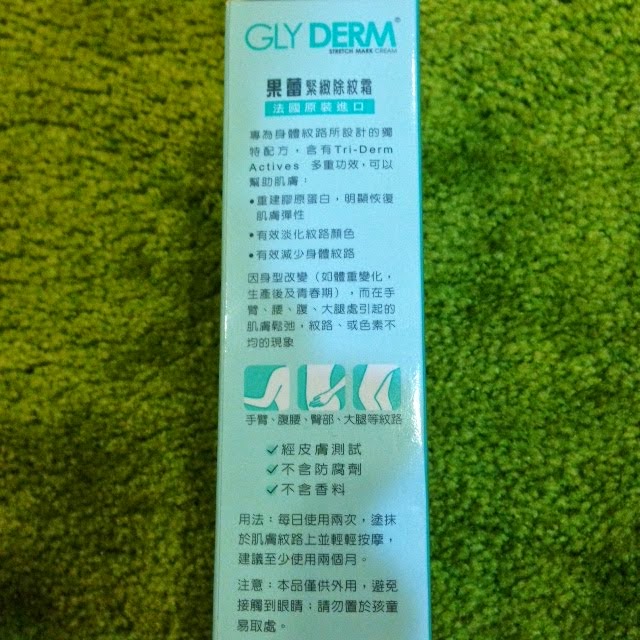 GLY DERM®
STRETCH MARK CREAM
果蕾 緊緻除紋霜
法國原裝進口
專為身體紋路所設計的獨
特配方，含有Tri-Derm
Actives 多重功效，可以
幫助肌膚：
•重建膠原蛋白，明顯恢復
肌膚彈性
•有效淡化紋路顏色
•有效減少身體紋路
因身型改變（如體重變化，
生產後及青春期），而在手
臂、腰、腹、大腿處引起的
肌膚鬆弛，紋路、或色素不
均的現象
手臂、腹腰、臀部、大腿等紋路
✓經皮膚測試
✓不含防腐劑
✓不含香料
用法：每日使用兩次，塗抹
於肌膚紋路上並輕輕按摩，
建議至少使用兩個月。
注意：本品僅供外用，避免
接觸到眼睛；請勿置於孩童
易取處。